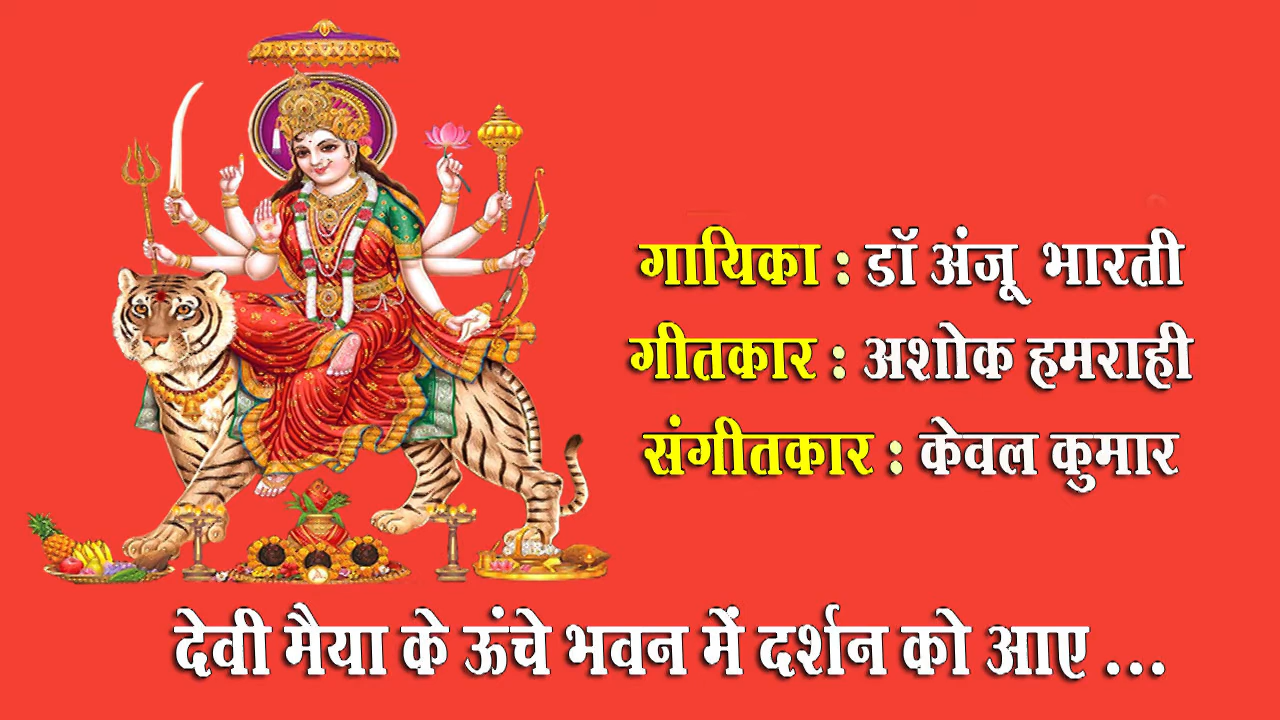 गायिका : डॉ अंजू भारती
गीतकार : अशोक हमराही
संगीतकार : केवल कुमार
देवी मैया के ऊंचे भवन में दर्शन को आए ...